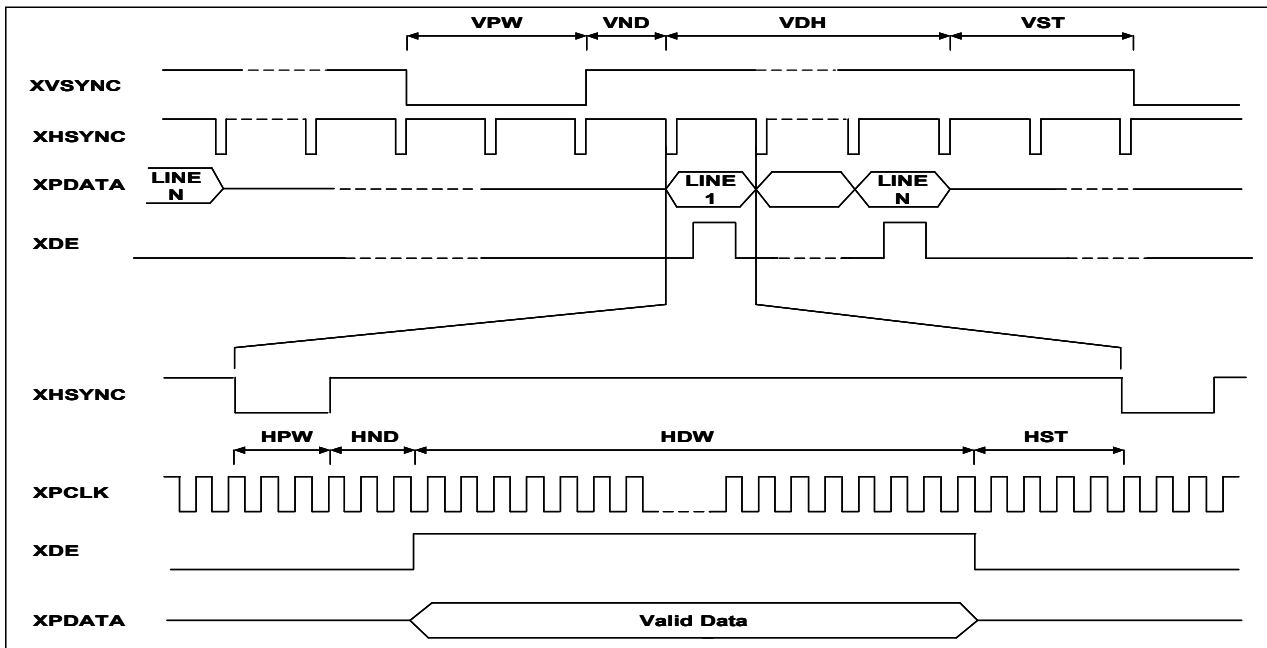 VPW VND VDH VST
XVSYNC
XHSYNC
XPDATA LINE N LINE 1 LINE N
XDE
XHSYNC
HPW HND HDW HST
XPCLK
XDE
XPDATA Valid Data